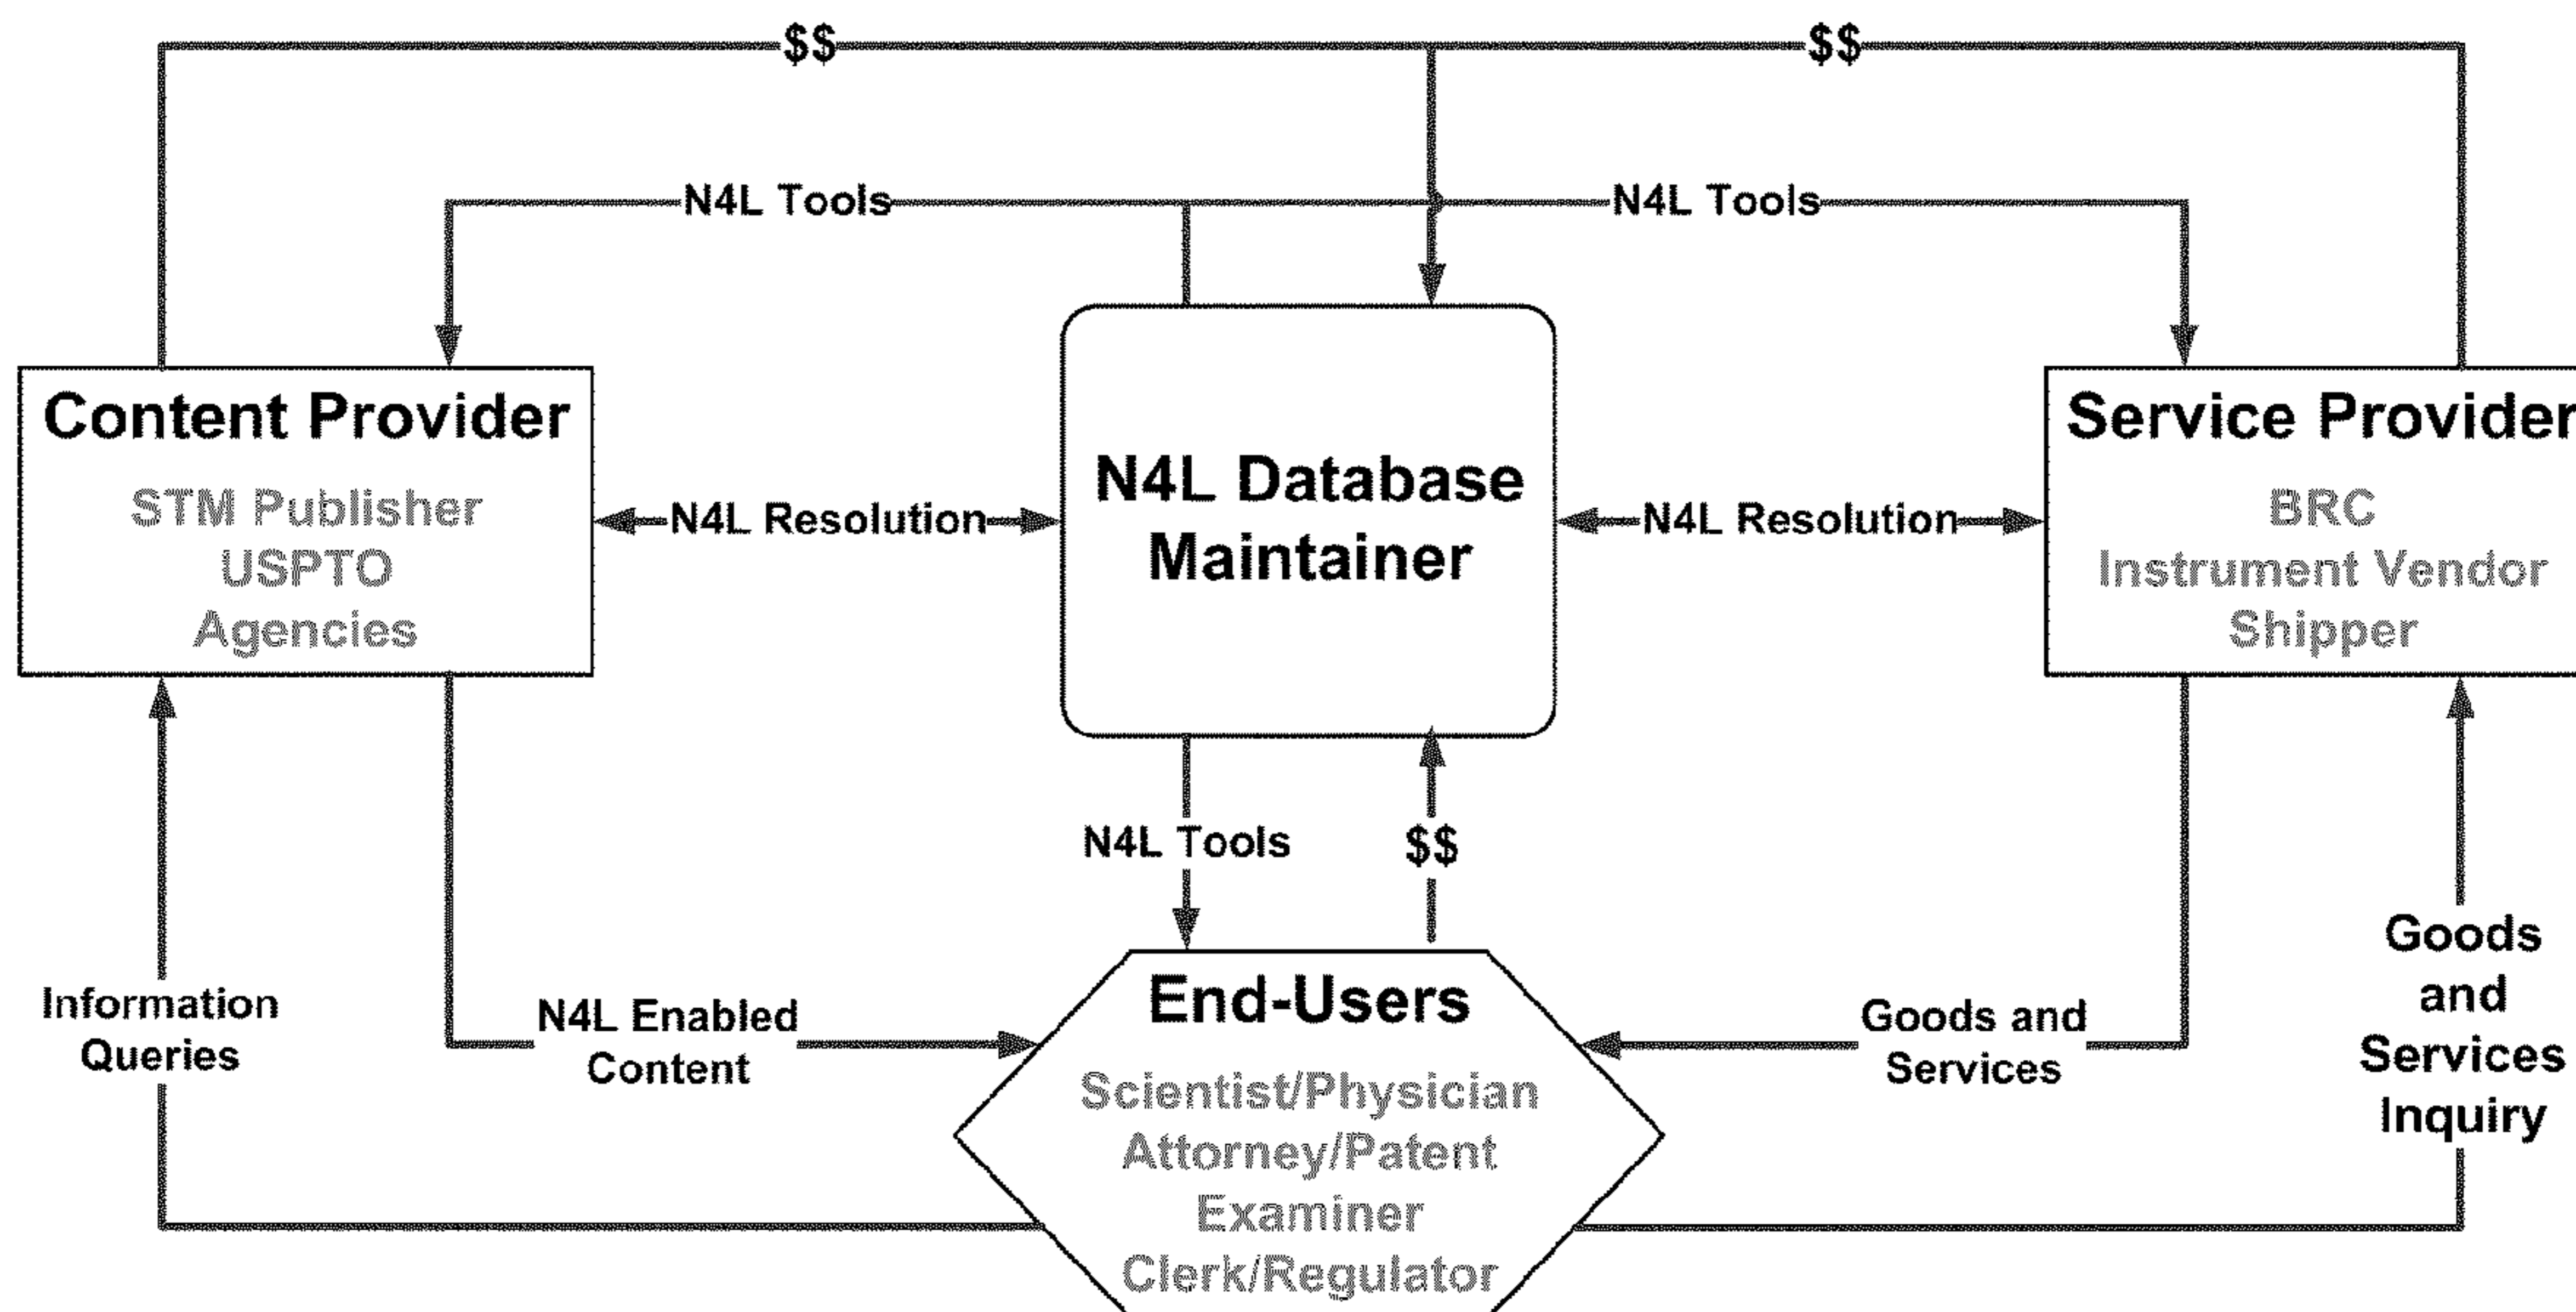 $$
$$
N4L Tools
N4L Tools
Content Provider
STM Publisher
USPTO
Agencies
N4L Resolution
N4L Database
Maintainer
N4L Resolution
Service Provider
BRC
Instrument Vendor
Shipper
N4L Tools
$$
Information
Queries
N4L Enabled
Content
End-Users
Scientist/Physician
Attorney/Patent
Examiner
Clerk/Regulator
Goods and
Services
Goods
and
Services
Inquiry